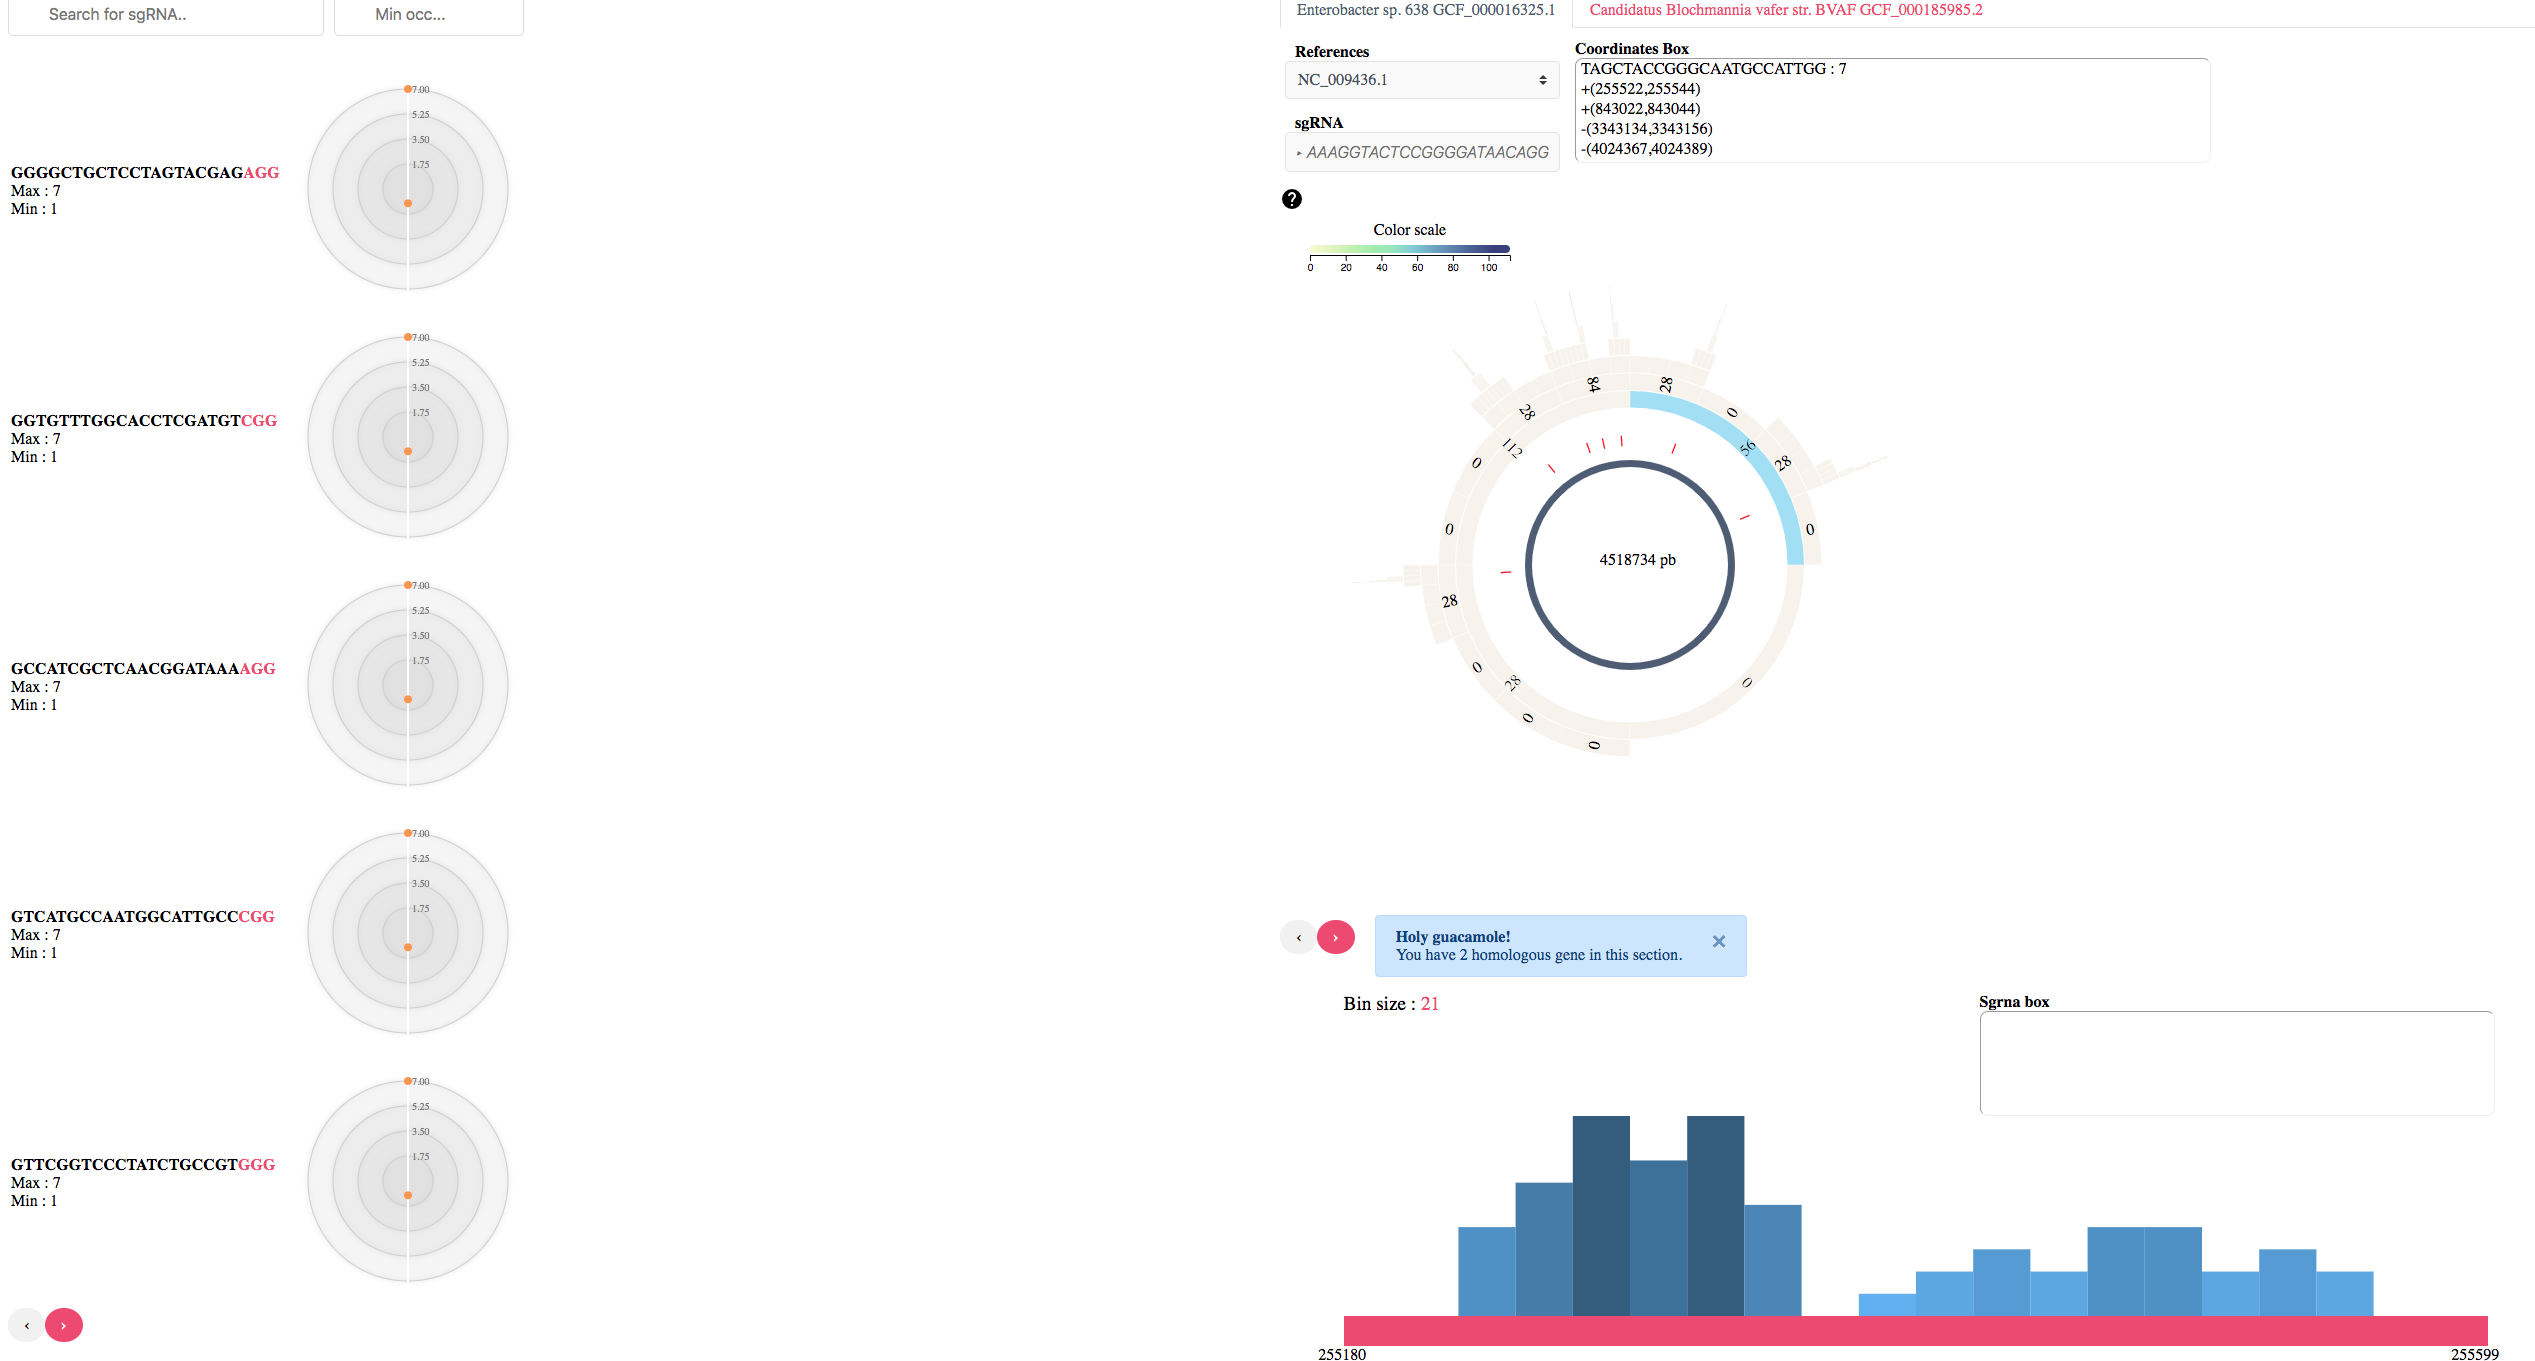 Search for sgRNA..
Min occ...
GGGGCTGCTCCTAGTACGAGAGG
Max : 7
Min : 1
7.00
5.25
3.50
1.75
GGTGTTTGGCACCTCGATGTCGG
Max : 7
Min : 1
7.00
5.25
3.50
1.75
GCCATCGCTCAACGGATAAAAGG
Max : 7
Min : 1
7.00
5.25
3.50
1.75
GTCATGCCAATGGCATTGCCCGG
Max : 7
Min : 1
7.00
5.25
3.50
1.75
GTTCGGTCCCTATCTGCCGTGGG
Max : 7
Min : 1
7.00
5.25
3.50
1.75
‹ ›
Enterobacter sp. 638 GCF_000016325.1
Candidatus Blochmannia vafer str. BVAF GCF_000185985.2
References
NC_009436.1
sgRNA
AAAGGTACTCCGGGGATAACAGG
Coordinates Box
TAGCTACCGGGCAATGCCATTGG : 7
+(255522,255544)
+(843022,843044)
-(3343134,3343156)
-(4024367,4024389)
?
Color scale
0 20 40 60 80 100
84
28
28
0
112
56
0
28
0
0
4518734 pb
28
0
28
0
0
0
‹ ›
Holy guacamole!
You have 2 homologous gene in this section.
×
Bin size : 21
Sgrna box
255180
255599